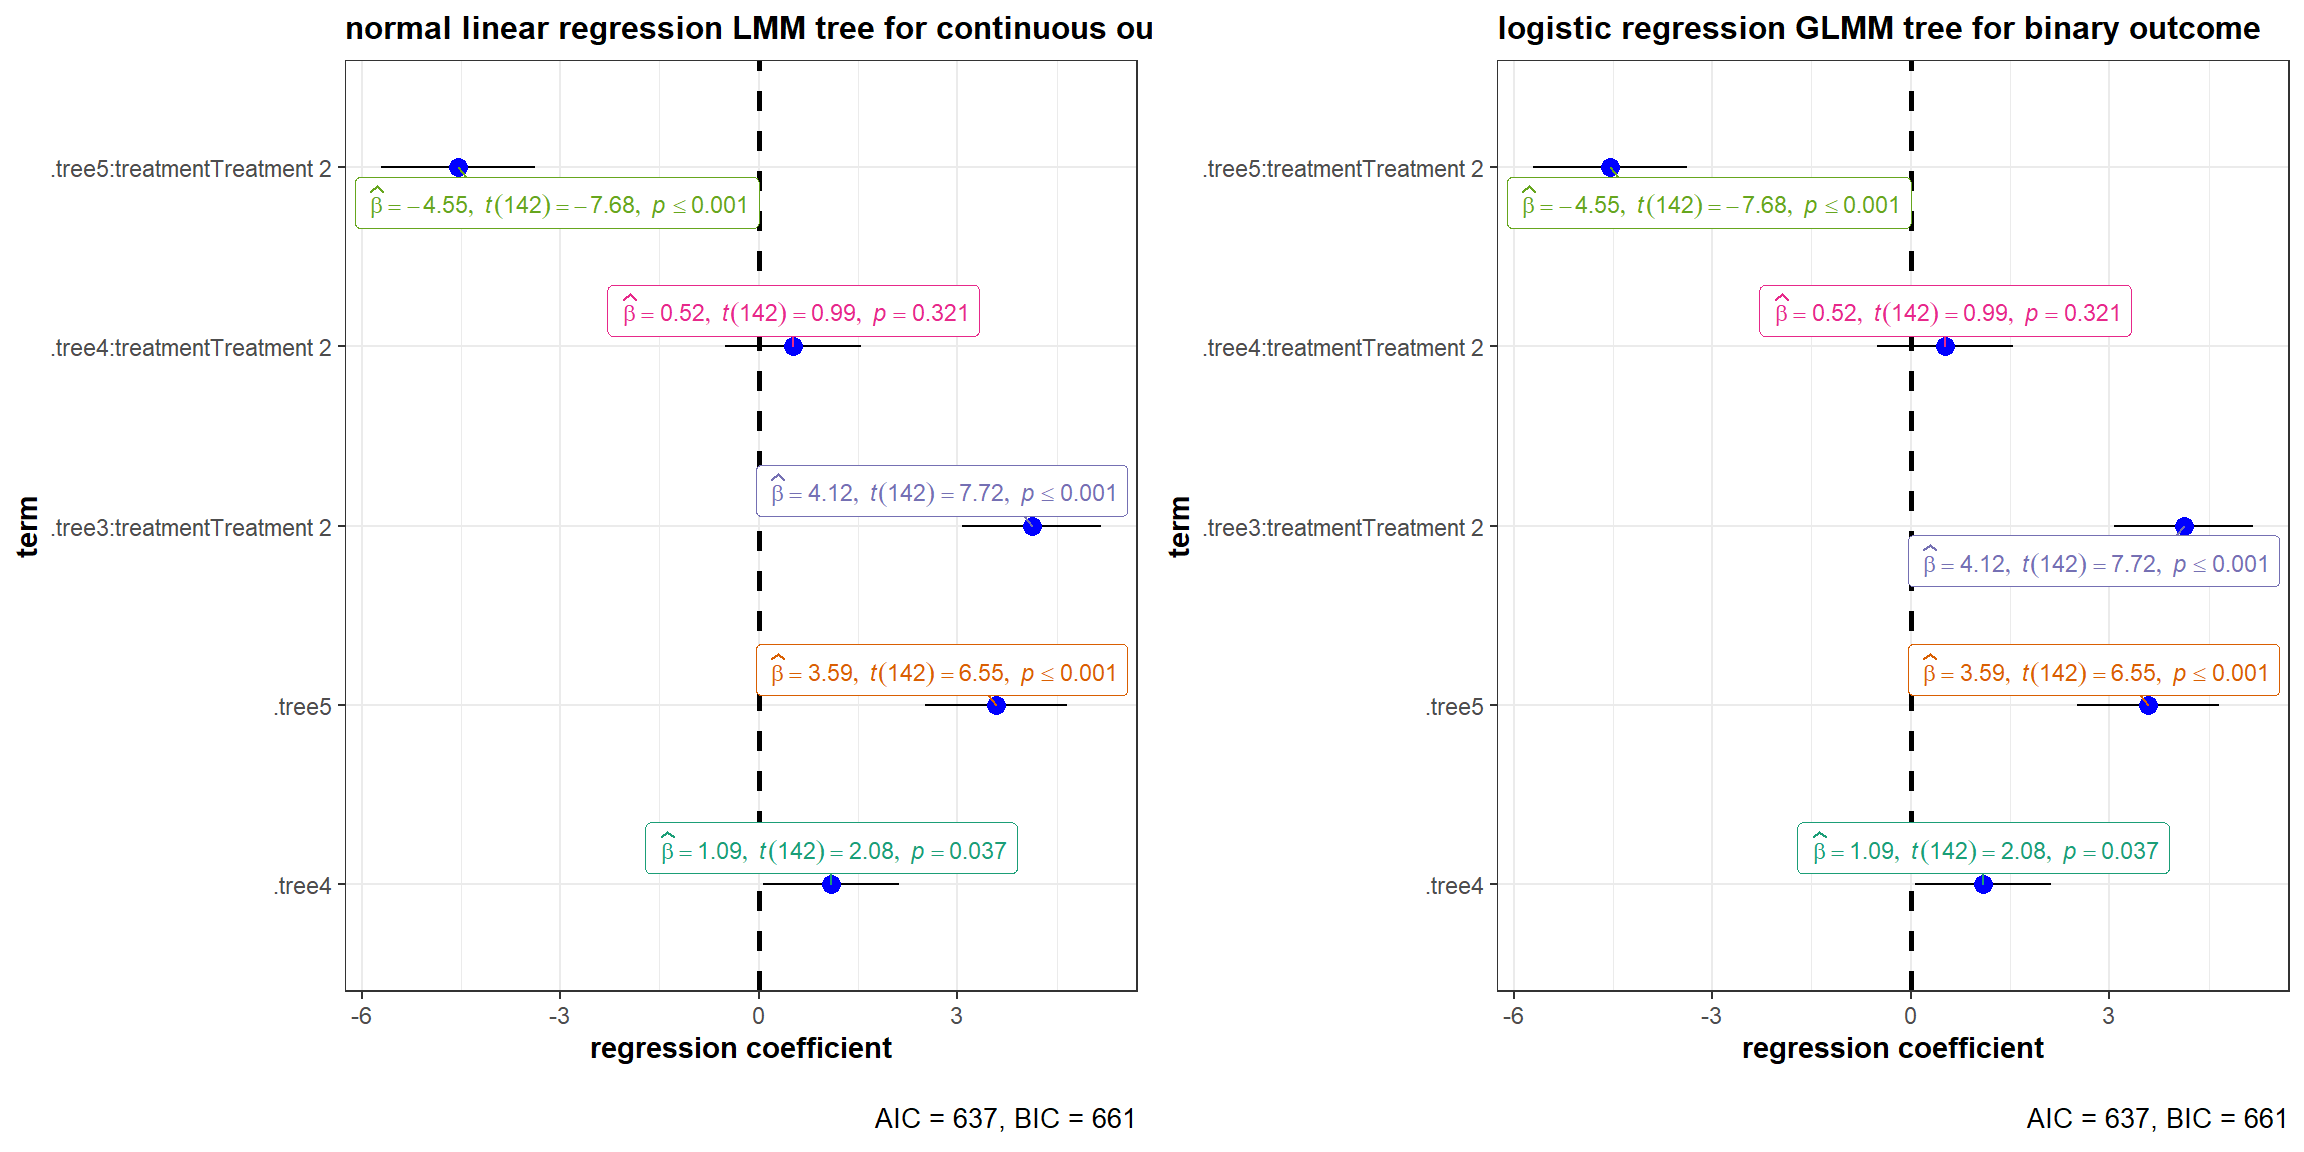 normal linear regression LMM tree for continuous ou
.tree5:treatmentTreatment 2
β̂ = −4.55, t(142) = −7.68, p ≤ 0.001
β̂ = 0.52, t(142) = 0.99, p = 0.321
.tree4:treatmentTreatment 2
β̂ = 4.12, t(142) = 7.72, p ≤ 0.001
.tree3:treatmentTreatment 2
term
β̂ = 3.59, t(142) = 6.55, p ≤ 0.001
.tree5
β̂ = 1.09, t(142) = 2.08, p = 0.037
.tree4
-6 -3 0 3
regression coefficient
AIC = 637, BIC = 661
logistic regression GLMM tree for binary outcome
.tree5:treatmentTreatment 2
β̂ = −4.55, t(142) = −7.68, p ≤ 0.001
β̂ = 0.52, t(142) = 0.99, p = 0.321
.tree4:treatmentTreatment 2
.tree3:treatmentTreatment 2
term
β̂ = 4.12, t(142) = 7.72, p ≤ 0.001
β̂ = 3.59, t(142) = 6.55, p ≤ 0.001
.tree5
β̂ = 1.09, t(142) = 2.08, p = 0.037
.tree4
-6 -3 0 3
regression coefficient
AIC = 637, BIC = 661